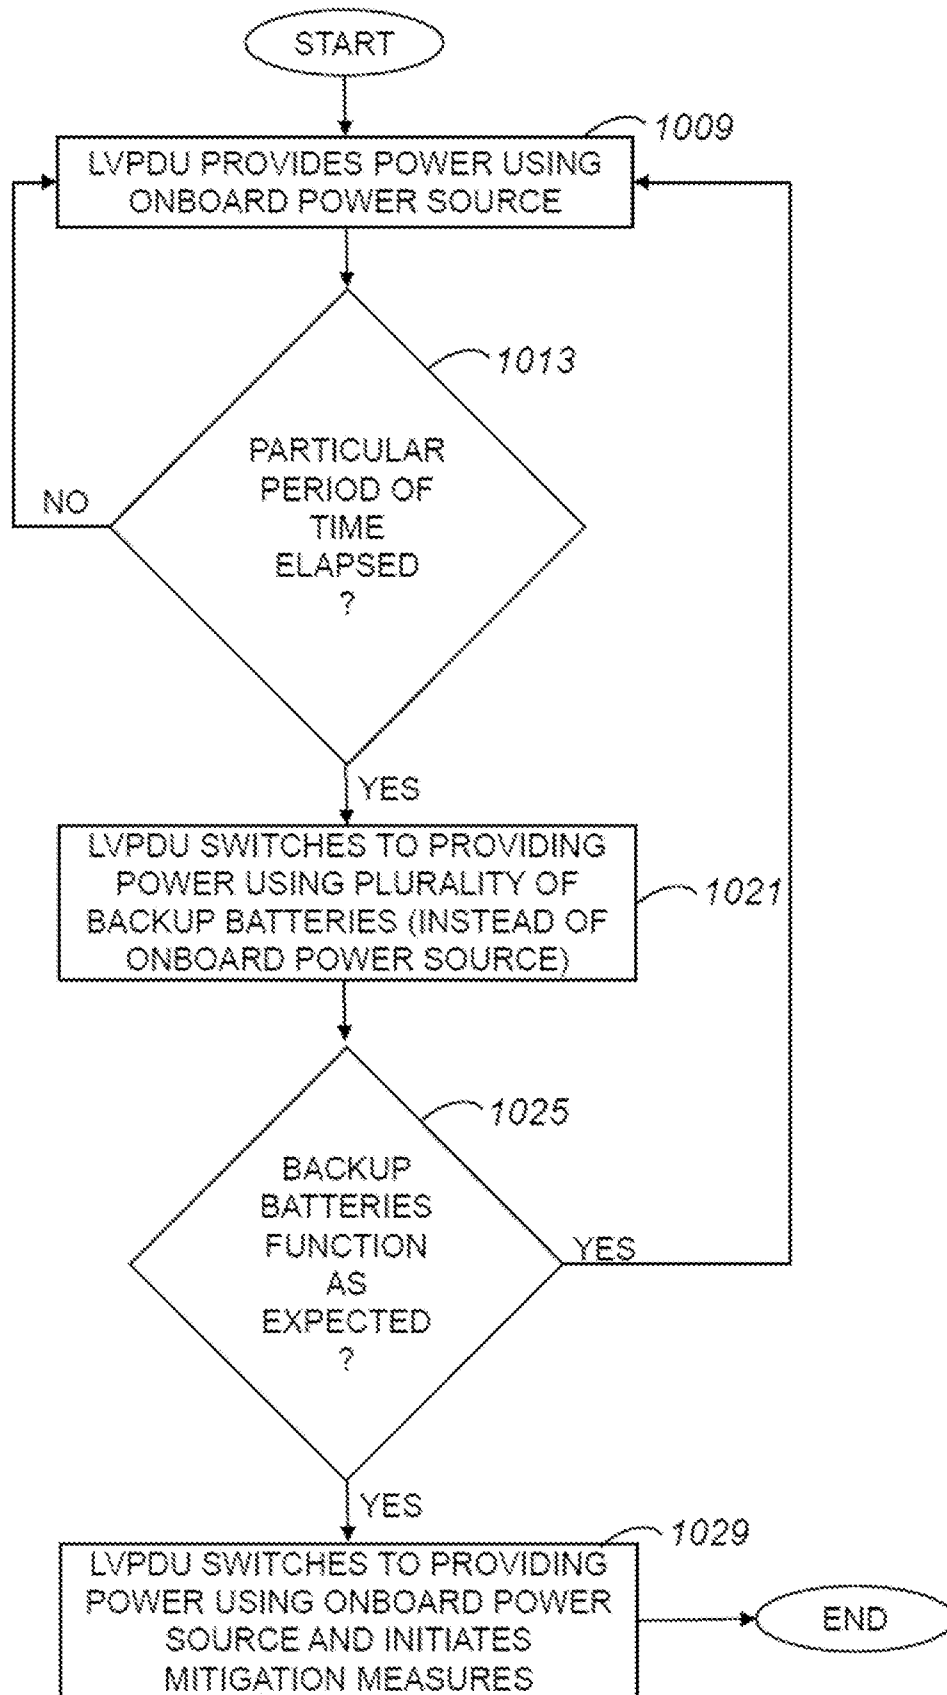 START
1009
LVPDU PROVIDES POWER USING
ONBOARD POWER SOURCE
1013
PARTICULAR
PERIOD OF
TIME
ELAPSED
?
NO
YES
LVPDU SWITCHES TO PROVIDING
POWER USING PLURALITY OF
BACKUP BATTERIES (INSTEAD OF
ONBOARD POWER SOURCE)
1021
1025
BACKUP
BATTERIES
FUNCTION
AS
EXPECTED
?
YES
YES
1029
LVPDU SWITCHES TO PROVIDING
POWER USING ONBOARD POWER
SOURCE AND INITIATES
MITIGATION MEASURES
END